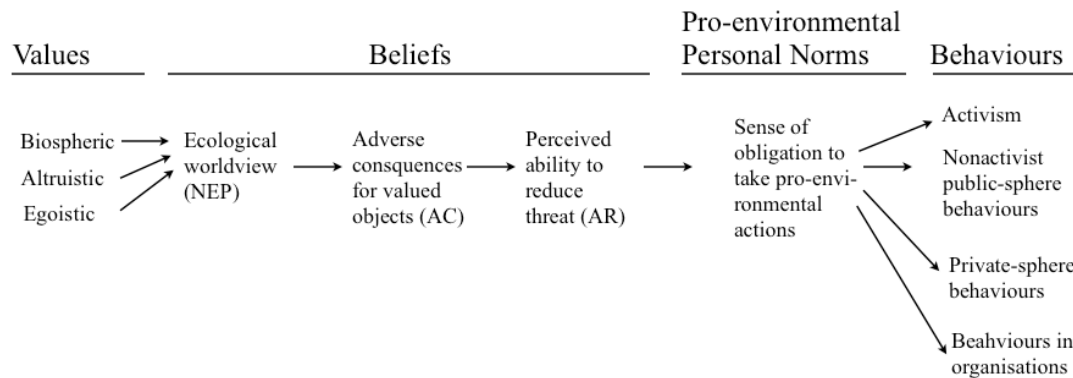 Values
Beliefs
Pro-environmental
Personal Norms
Behaviours
Biospheric
Altruistic
Egoistic
Ecological
worldview
(NEP)
Adverse
consquences
for valued
objects (AC)
Perceived
ability to
reduce
threat (AR)
Sense of
obligation to
take pro-envi-
ronmental
actions
Activism
Nonactivist
public-sphere
behaviours
Private-sphere
behaviours
Beahviours in
organisations